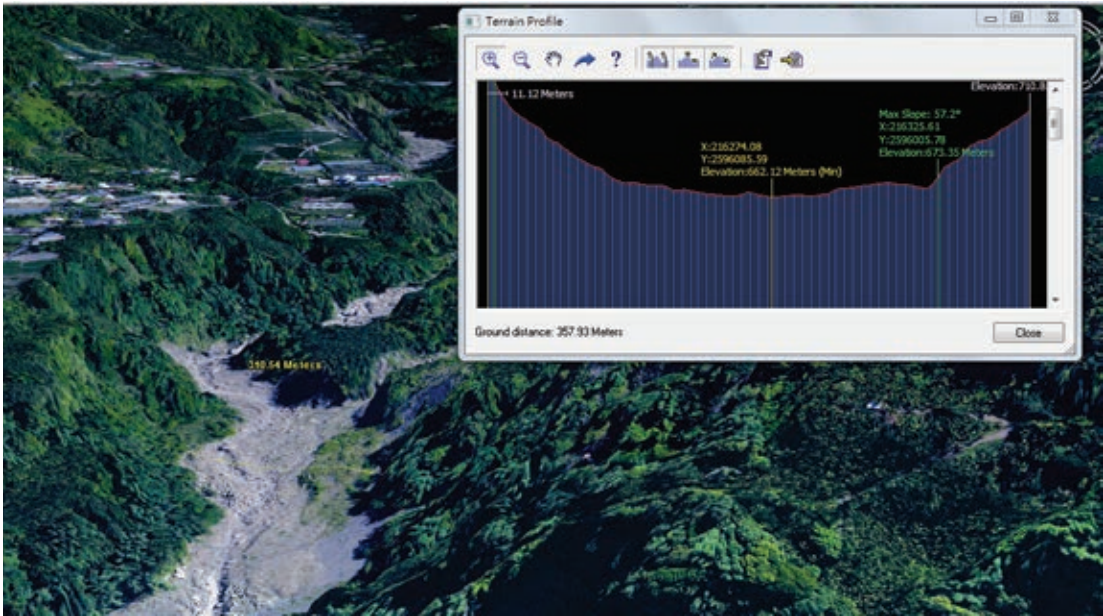 Terrain Profile
?
11.12 Meters
Elevation:710.8
Max Slope: 57.2°
X:216325.61
Y:2596005.78
Elevation:673.35 Meters
X:216274.08
Y:2596085.59
Elevation:662.12 Meters (Min)
Ground distance: 357.93 Meters
Close
310.54 Meters